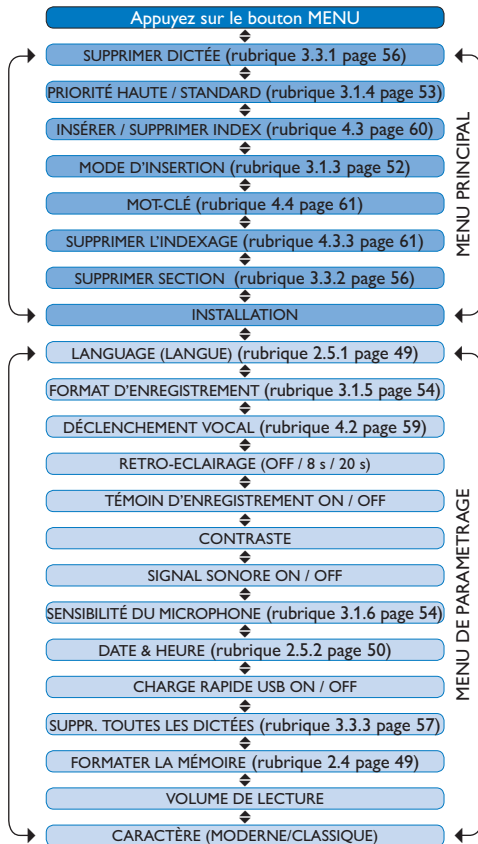 Appuyez sur le bouton MENU
SUPPRIMER DICTÉE (rubrique 3.3.1 page 56)
PRIORITÉ HAUTE / STANDARD (rubrique 3.1.4 page 53)
INSÉRER / SUPPRIMER INDEX (rubrique 4.3 page 60)
MODE D'INSERTION (rubrique 3.1.3 page 52)
MOT-CLÉ (rubrique 4.4 page 61)
SUPPRIMER L'INDEXAGE (rubrique 4.3.3 page 61)
SUPPRIMER SECTION (rubrique 3.3.2 page 56)
INSTALLATION
MENU PRINCIPAL
LANGUAGE (LANGUE) (rubrique 2.5.1 page 49)
FORMAT D'ENREGISTREMENT (rubrique 3.1.5 page 54)
DÉCLENCHEMENT VOCAL (rubrique 4.2 page 59)
RETRO-ECLAIRAGE (OFF / 8 s / 20 s)
TÉMOIN D'ENREGISTREMENT ON / OFF
CONTRASTE
SIGNAL SONORE ON / OFF
SENSIBILITÉ DU MICROPHONE (rubrique 3.1.6 page 54)
DATE & HEURE (rubrique 2.5.2 page 50)
CHARGE RAPIDE USB ON / OFF
SUPPR. TOUTES LES DICTÉES (rubrique 3.3.3 page 57)
FORMATER LA MÉMOIRE (rubrique 2.4 page 49)
VOLUME DE LECTURE
CARACTÈRE (MODERNE/CLASSIQUE)
MENU DE PARAMETRAGE